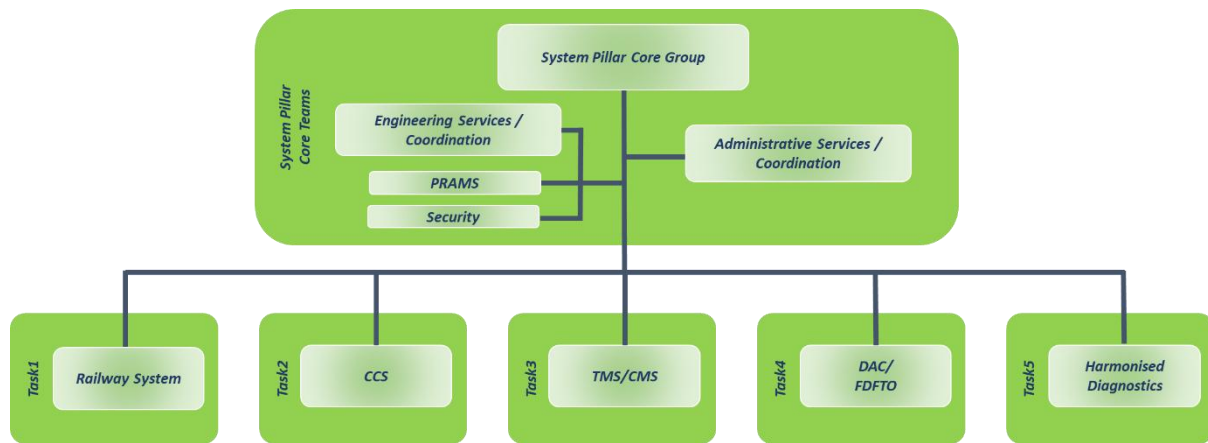 System Pillar Core Group
System Pillar
Core Teams
Engineering Services /
Coordination
Administrative Services /
Coordination
PRAMS
Security
Task1
Railway System
Task2
CCS
Task3
TMS/CMS
Task4
DAC/
FDFTO
Task5
Harmonised
Diagnostics